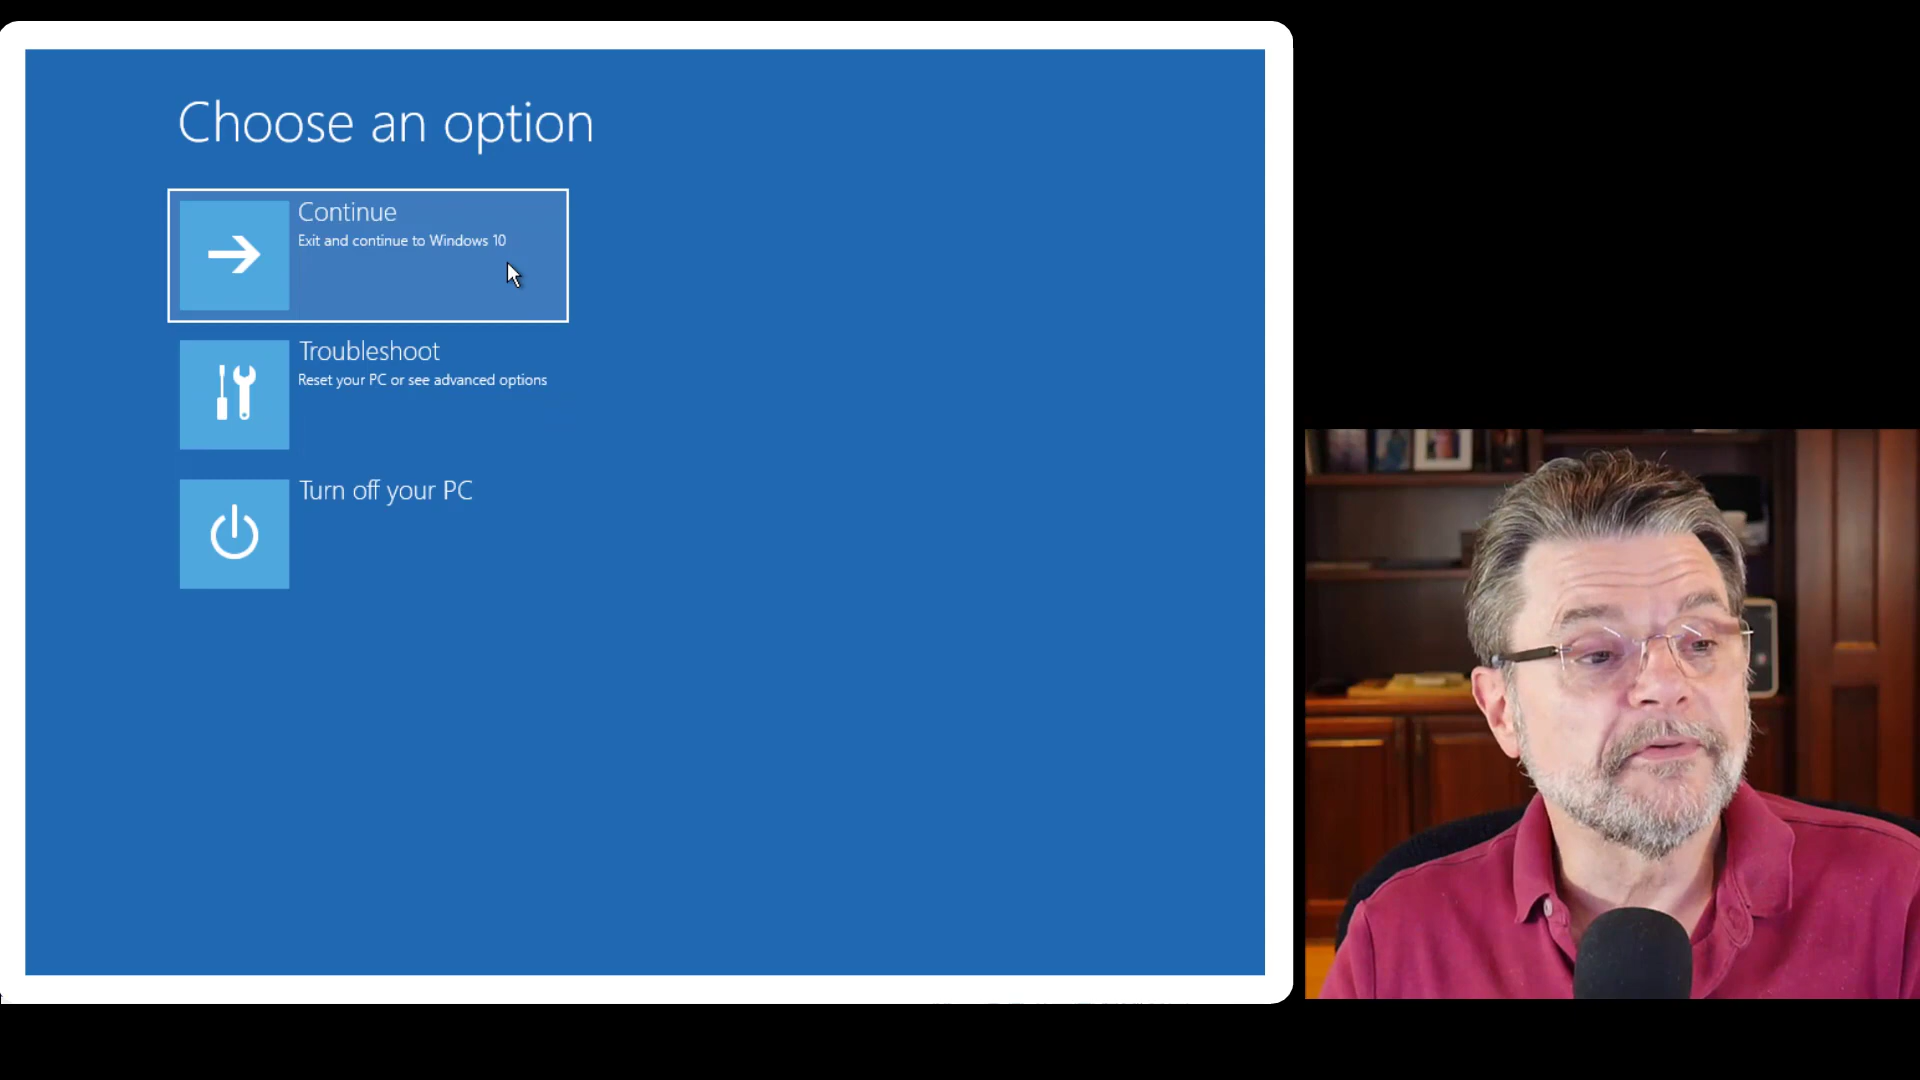 Choose an option
Continue
Exit and continue to Windows 10
Troubleshoot
Reset your PC or see advanced options
Turn off your PC